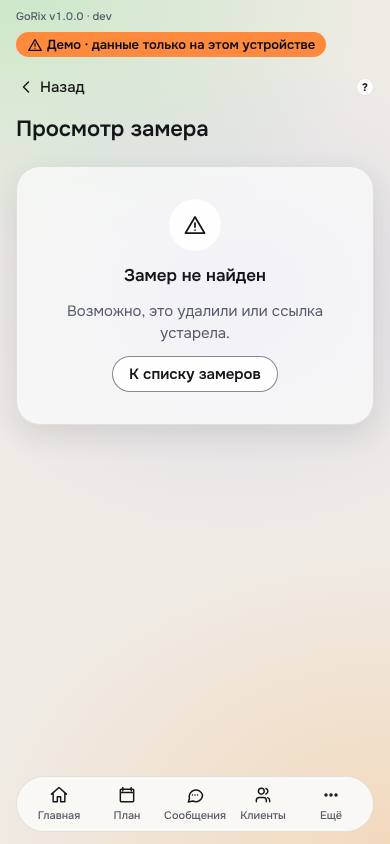 GoRix v1.0.0 · dev
Демо · данные только на этом устройстве
Назад
?
Просмотр замера
Замер не найден
Возможно, это удалили или ссылка
устарела.
К списку замеров
Главная
План
Сообщения
Клиенты
Ещё